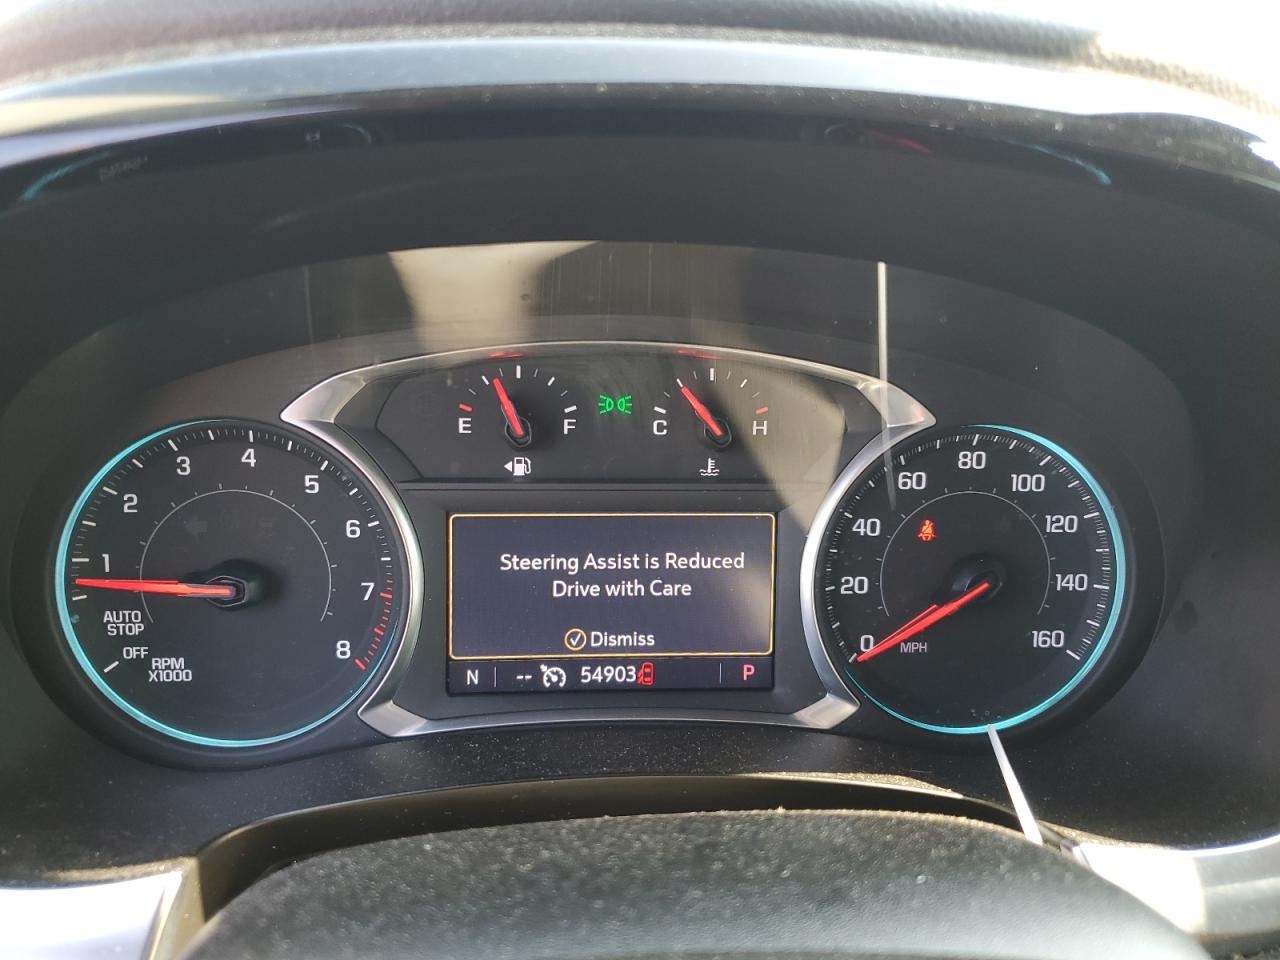 E F
C H
1 2 3 4 5 6 7 8
AUTO
STOP
OFF
RPM
X1000
Steering Assist is Reduced
Drive with Care
Dismiss
N -- 54903 P
0 20 40 60 80 100 120 140 160
MPH